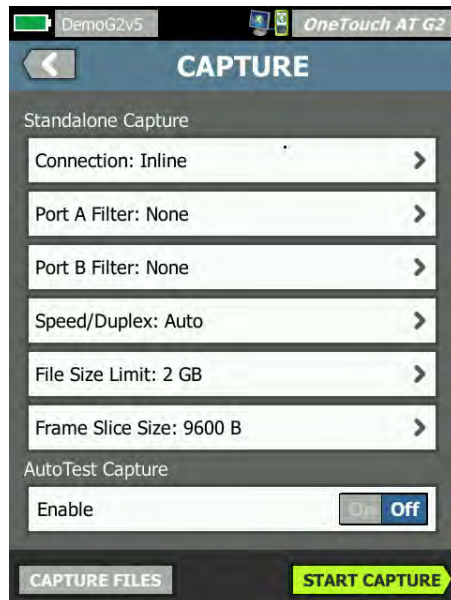 DemoG2v5
OneTouch AT G2
CAPTURE
Standalone Capture
Connection: Inline
Port A Filter: None
Port B Filter: None
Speed/Duplex: Auto
File Size Limit: 2 GB
Frame Slice Size: 9600 B
AutoTest Capture
Enable
On Off
CAPTURE FILES
START CAPTURE